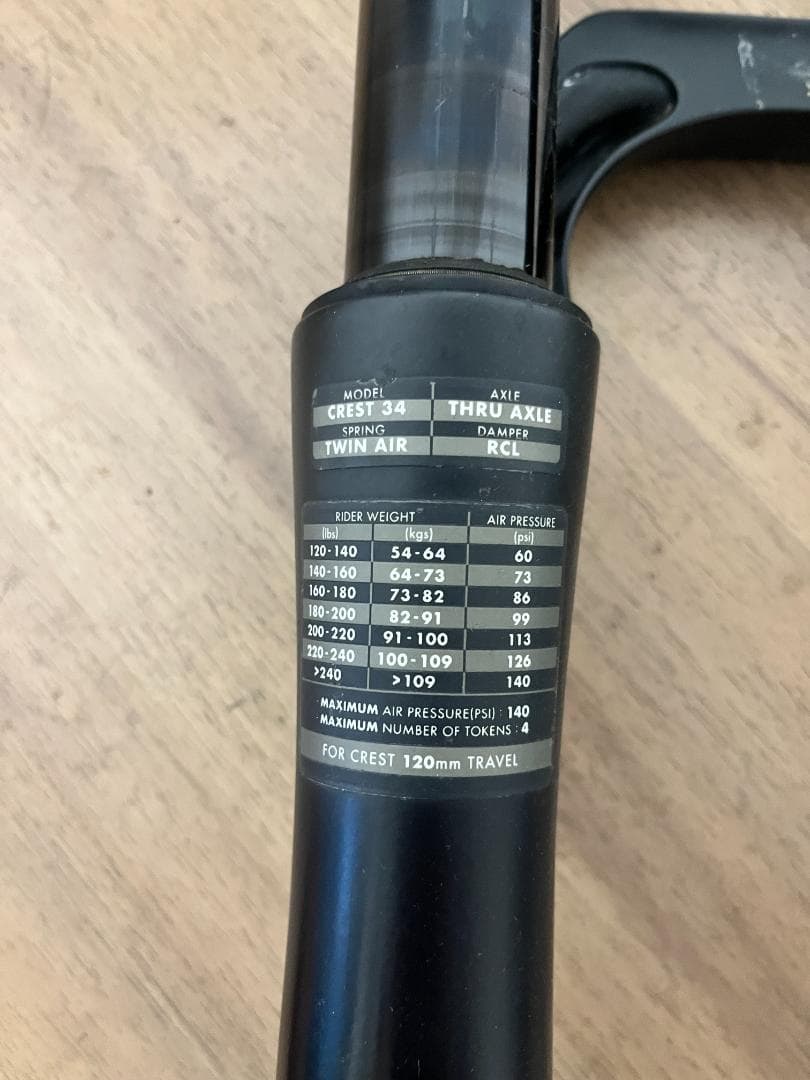 MODEL AXLE
CREST 34 THRU AXLE
SPRING DAMPER
TWIN AIR RCL
RIDER WEIGHT AIR PRESSURE
(lbs) (kgs) (psi)
120-140 54-64 60
140-160 64-73 73
160-180 73-82 86
180-200 82-91 99
200-220 91-100 113
220-240 100-109 126
>240 >109 140
MAXIMUM AIR PRESSURE(PSI) : 140
MAXIMUM NUMBER OF TOKENS : 4
FOR CREST 120mm TRAVEL